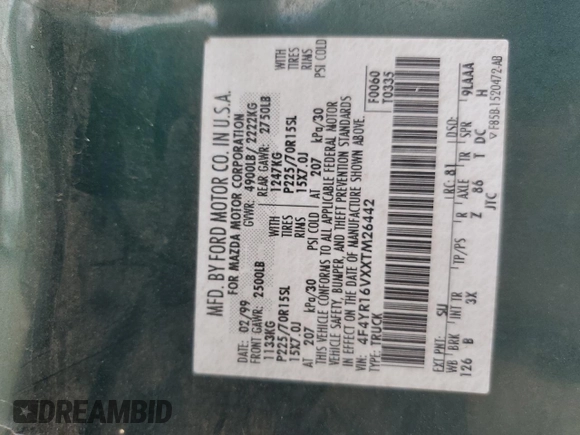 MFD. BY FORD MOTOR CO. IN U.S.A.
FOR MAZDA MOTOR CORPORATION
DATE: 02/99 GVWR: 4900LB/ 2222KG
FRONT GAWR: 2500LB REAR GAWR: 2750LB
1133KG 1247KG WITH
P225/70R15SL P225/70R15SL TIRES
15X7.0J 15X7.0J RIMS
AT 207 kPa/30 PSI COLD AT 207 kPa/30 PSI COLD
THIS VEHICLE CONFORMS TO ALL APPLICABLE FEDERAL MOTOR
VEHICLE SAFETY, BUMPER, AND THEFT PREVENTION STANDARDS
IN EFFECT ON THE DATE OF MANUFACTURE SHOWN ABOVE.
VIN: 4F4YR16VXXTM26442 F0060
TYPE: TRUCK T0335
EXT PNT: SU RC: 81 DSO:
WB BRK INT TR TP/PS R AXLE TR SPR 9LAAA
126 B 3X Z 86 T DC H
JTC F85B-1520472-AB
WITH
TIRES
RIMS
PSI COLD
DREAMBID